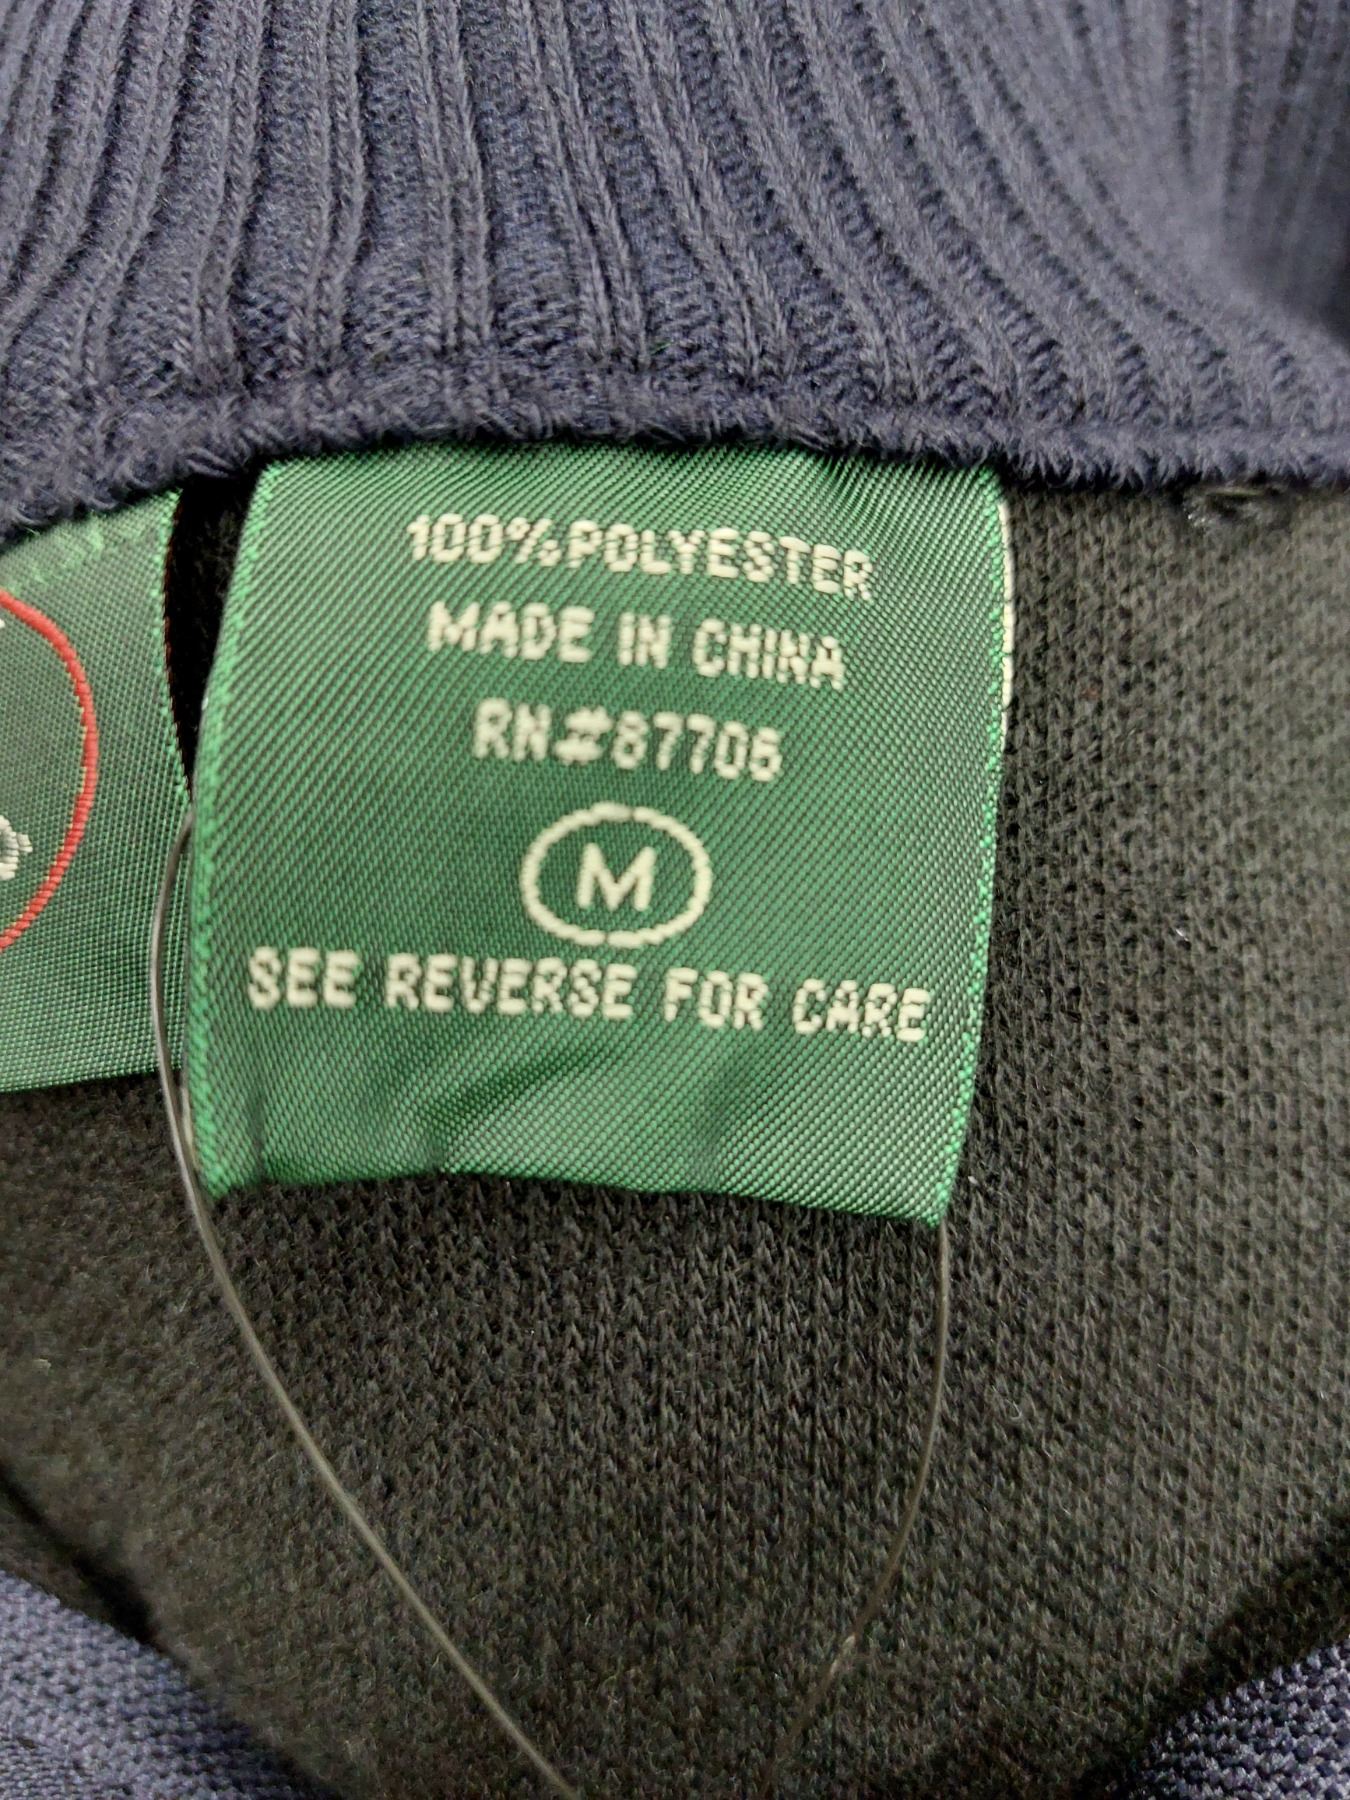 100% POLYESTER
MADE IN CHINA
RN#87706
M
SEE REVERSE FOR CARE